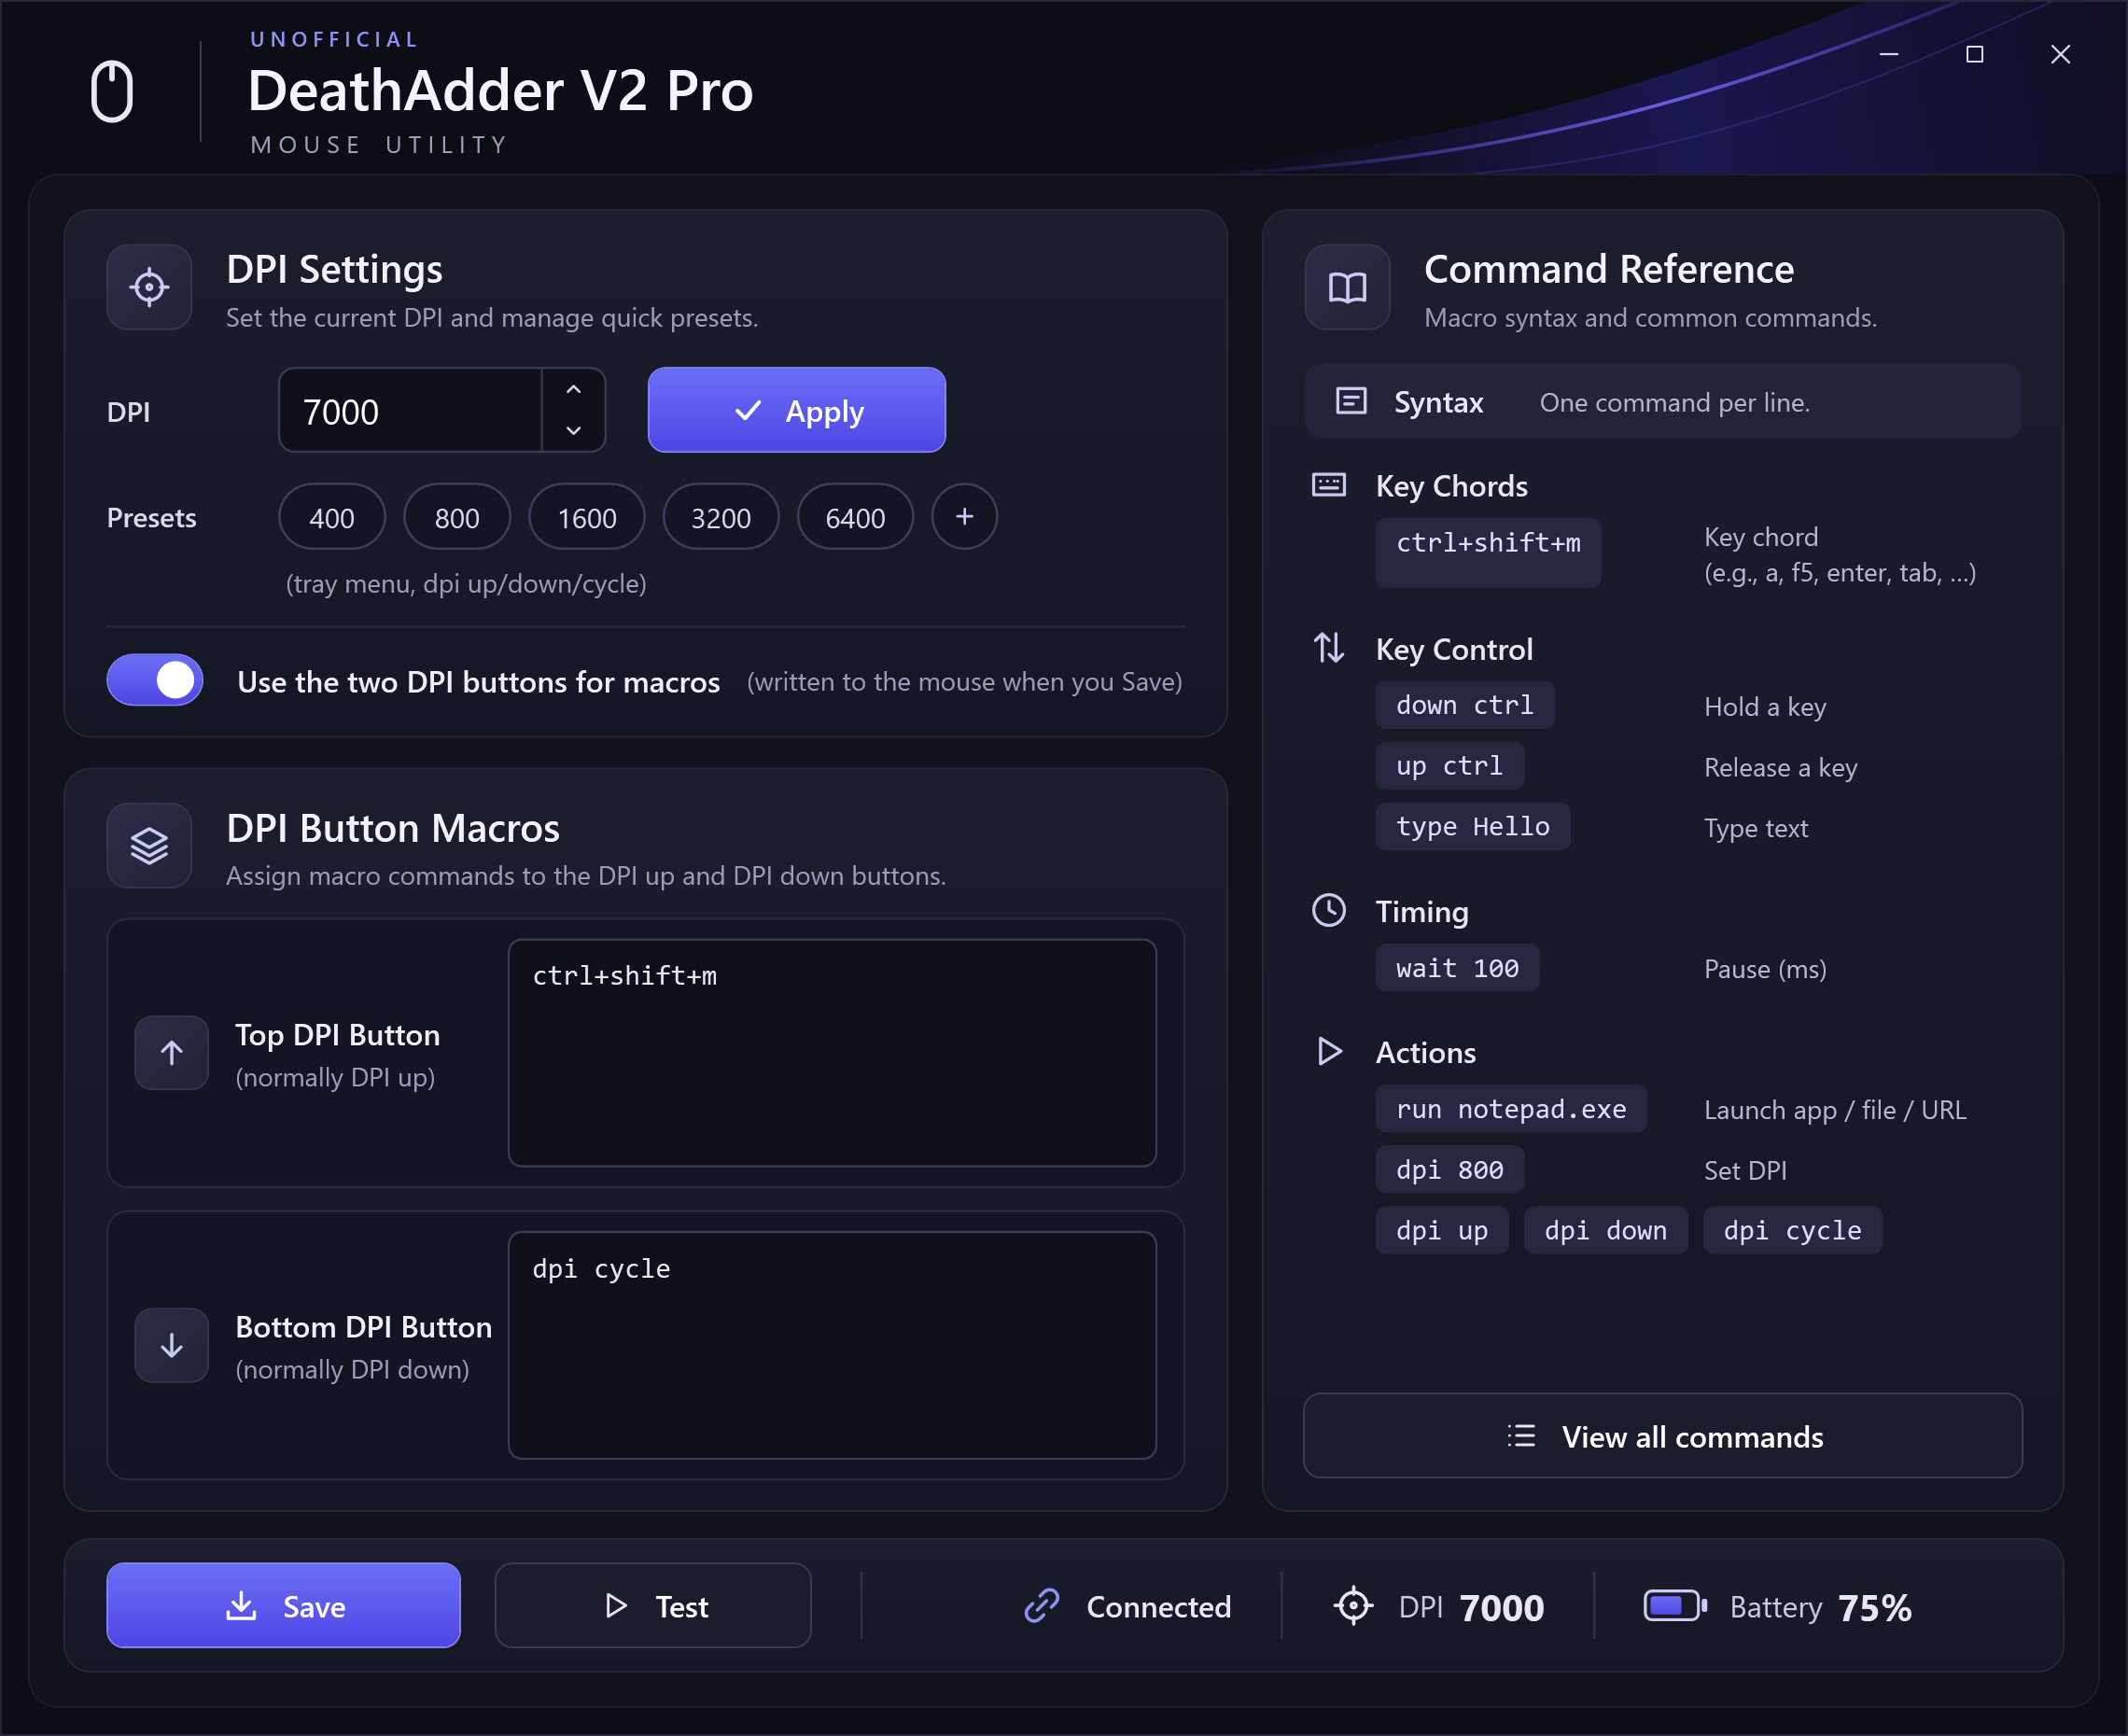 UNOFFICIAL
DeathAdder V2 Pro
MOUSE UTILITY
DPI Settings
Set the current DPI and manage quick presets.
DPI
7000
Apply
Presets
400
800
1600
3200
6400
+
(tray menu, dpi up/down/cycle)
Use the two DPI buttons for macros (written to the mouse when you Save)
DPI Button Macros
Assign macro commands to the DPI up and DPI down buttons.
Top DPI Button
(normally DPI up)
ctrl+shift+m
Bottom DPI Button
(normally DPI down)
dpi cycle
Command Reference
Macro syntax and common commands.
Syntax One command per line.
Key Chords
ctrl+shift+m
Key chord
(e.g., a, f5, enter, tab, ...)
Key Control
down ctrl Hold a key
up ctrl Release a key
type Hello Type text
Timing
wait 100 Pause (ms)
Actions
run notepad.exe Launch app / file / URL
dpi 800 Set DPI
dpi up dpi down dpi cycle
View all commands
Save
Test
Connected
DPI 7000
Battery 75%